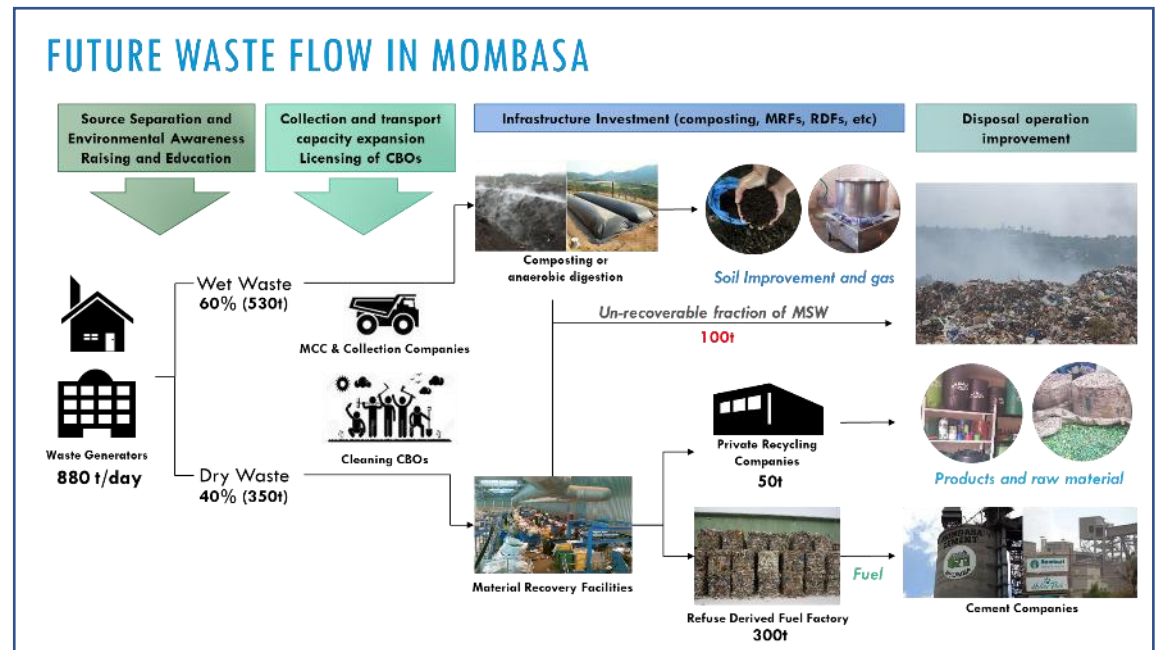 FUTURE WASTE FLOW IN MOMBASA
Source Separation and
Environmental Awareness
Raising and Education
Collection and transport
capacity expansion
Licensing of CBOs
Infrastructure Investment (composting, MRFs, RDFs, etc)
Disposal operation
improvement
Composting or
anaerobic digestion
Soil Improvement and gas
Wet Waste
60% (530t)
MCC & Collection Companies
Un-recoverable fraction of MSW
100t
Waste Generators
880 t/day
Cleaning CBOs
Dry Waste
40% (350t)
Private Recycling
Companies
50t
Products and raw material
Material Recovery Facilities
Refuse Derived Fuel Factory
300t
Fuel
CEMENT
Cement Companies